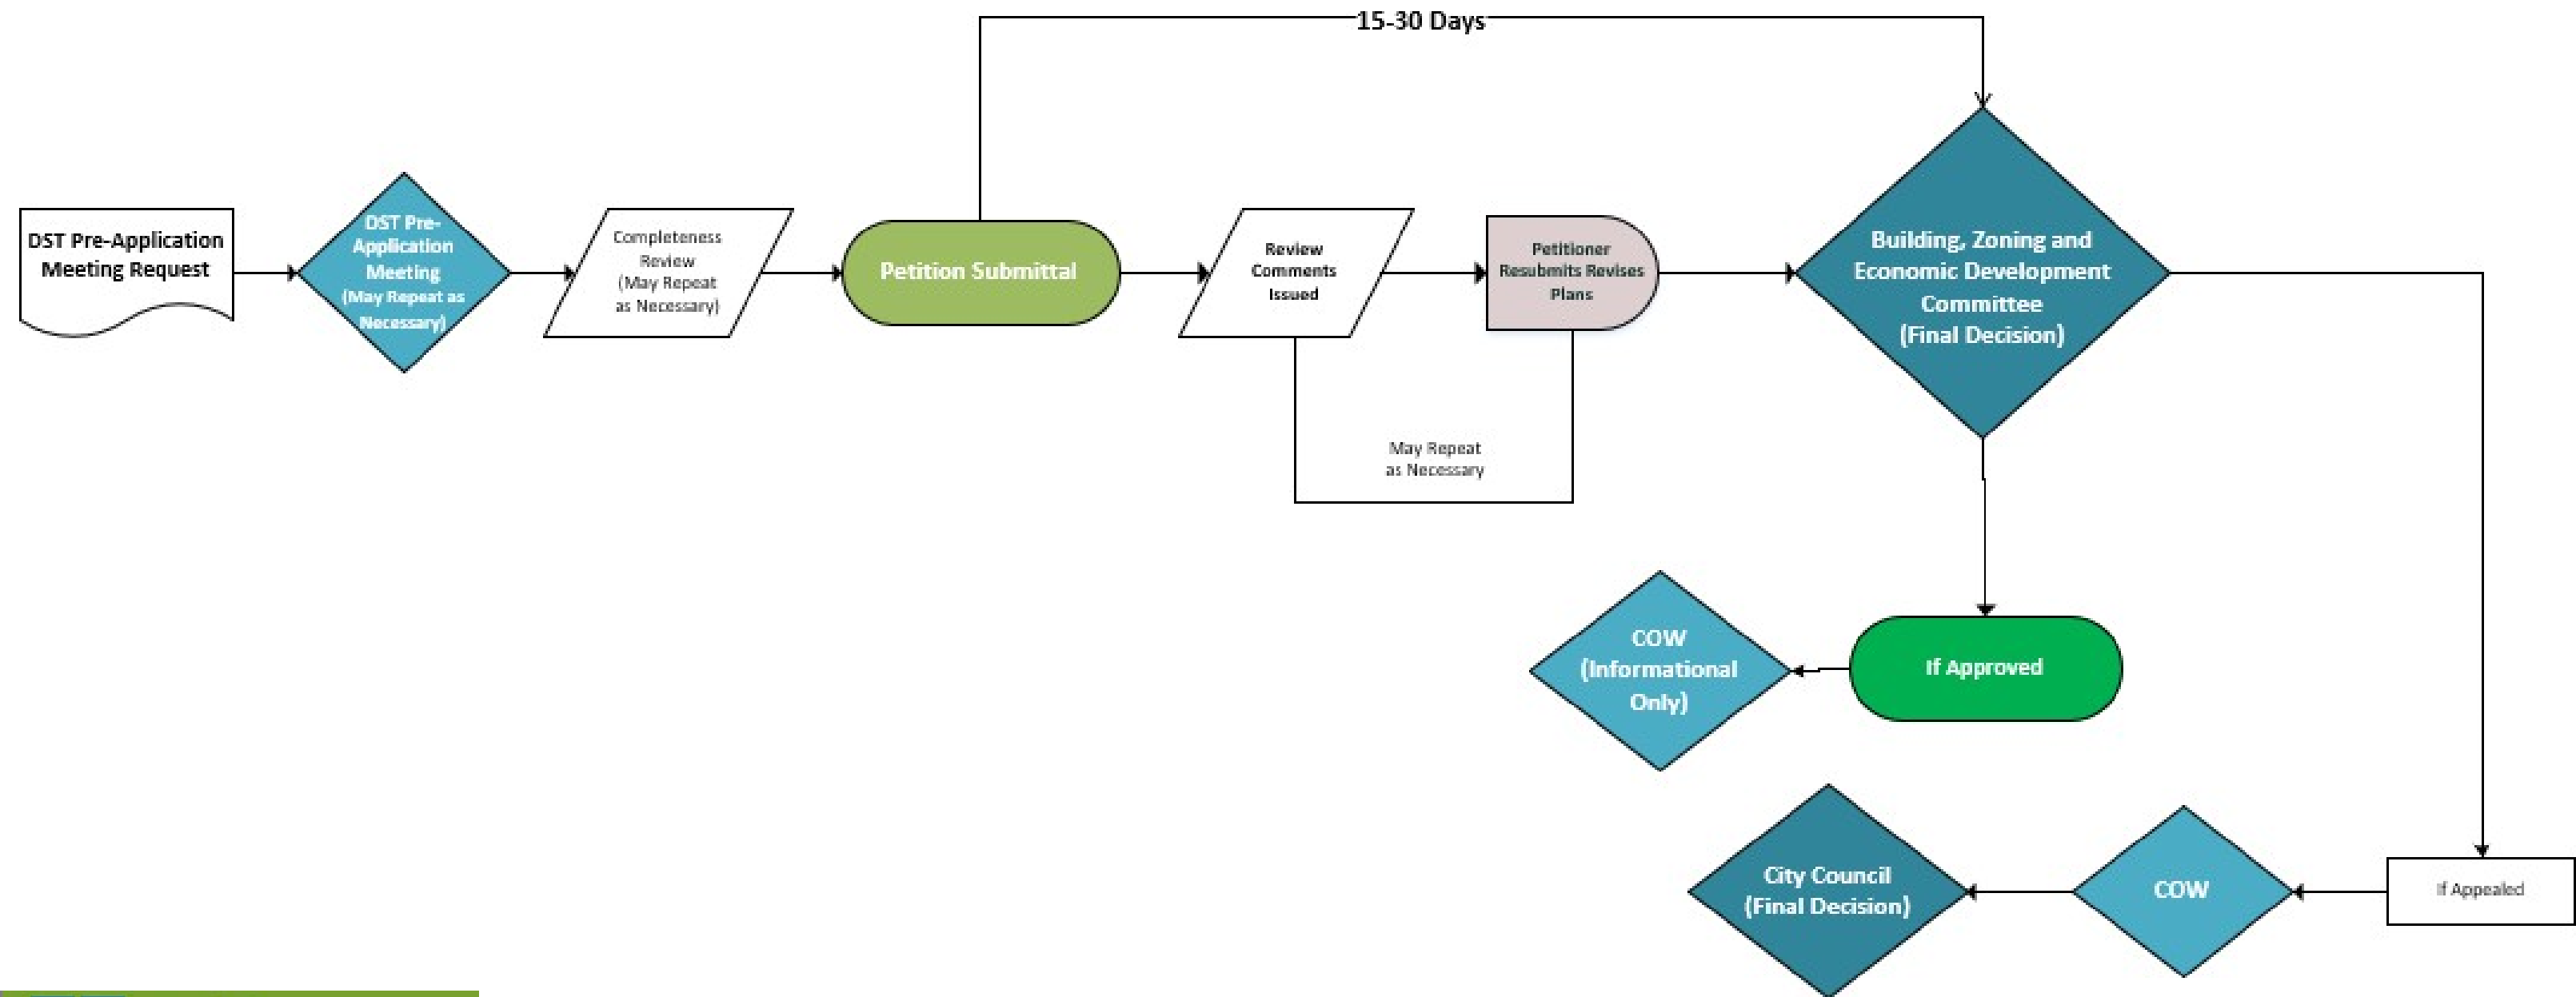 15-30 Days
DST Pre-Application
Meeting Request
DST Pre-
Application
Meeting
(May Repeat as
Necessary)
Completeness
Review
(May Repeat
as Necessary)
Petition Submittal
Review
Comments
Issued
Petitioner
Resubmits Revises
Plans
Building, Zoning and
Economic Development
Committee
(Final Decision)
May Repeat
as Necessary
COW
(Informational
Only)
If Approved
City Council
(Final Decision)
COW
If Appealed